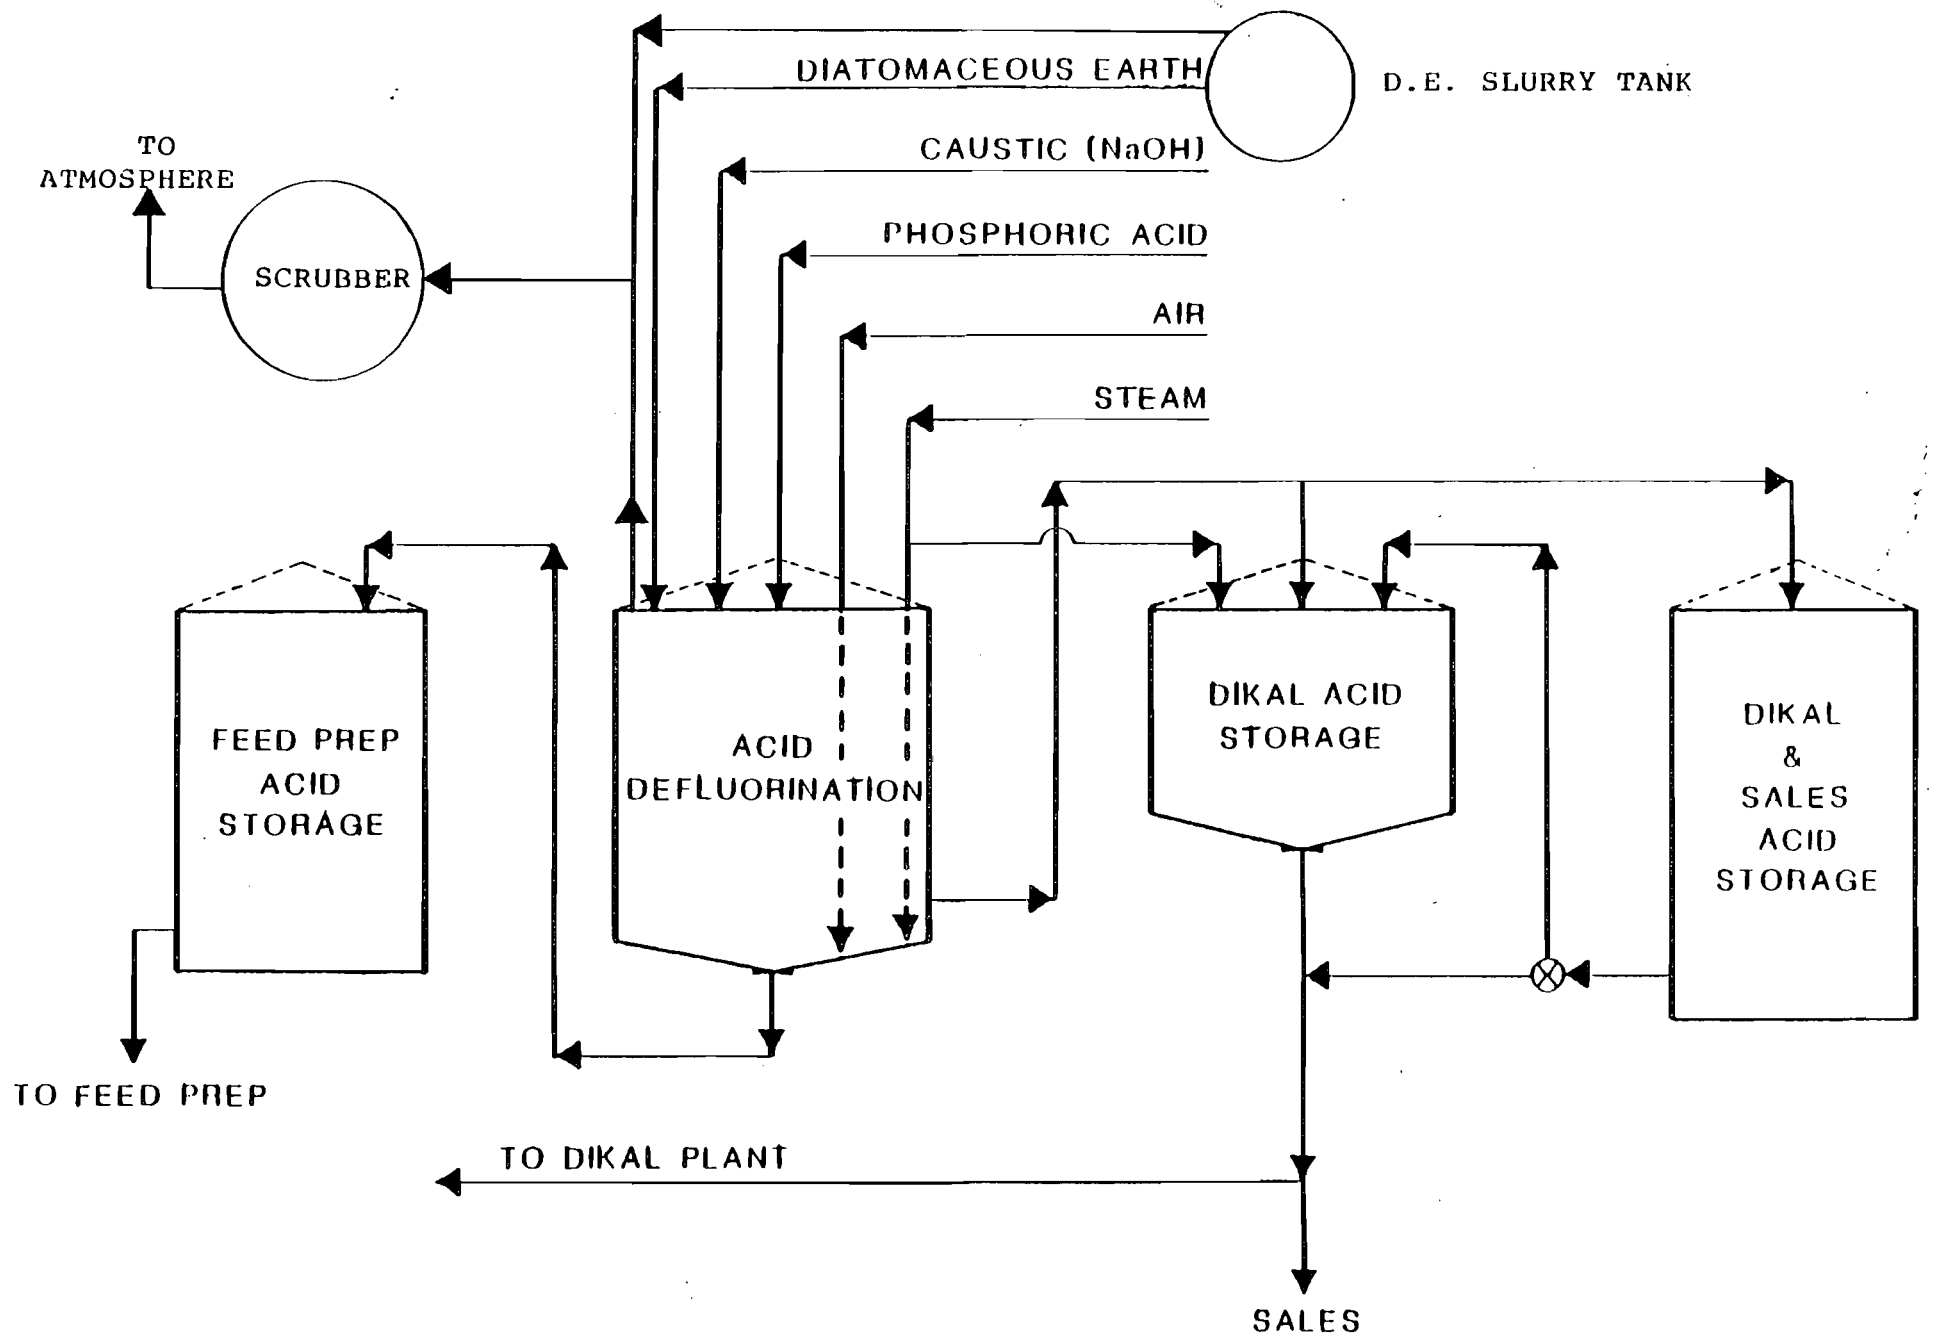 DIATOMACEOUS EARTH
D.E. SLURRY TANK
CAUSTIC (NaOH)
TO
ATMOSPHERE
PHOSPHORIC ACID
SCRUBBER
AIR
STEAM
FEED PREP
ACID
STORAGE
ACID
DEFLUORINATION
DIKAL ACID
STORAGE
DIKAL
&
SALES
ACID
STORAGE
TO FEED PREP
TO DIKAL PLANT
SALES